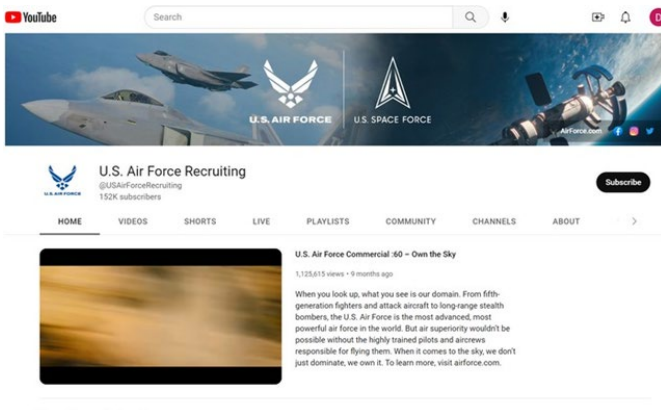 YouTube
Search
D
U.S. AIR FORCE
U.S. SPACE FORCE
AirForce.com
U.S. AIR FORCE
U.S. Air Force Recruiting
@USAirForceRecruiting
152K subscribers
Subscribe
HOME VIDEOS SHORTS LIVE PLAYLISTS COMMUNITY CHANNELS ABOUT
U.S. Air Force Commercial :60 – Own the Sky
1,125,615 views • 9 months ago
When you look up, what you see is our domain. From fifth-
generation fighters and attack aircraft to long-range stealth
bombers, the U.S. Air Force is the most advanced, most
powerful air force in the world. But air superiority wouldn't be
possible without the highly trained pilots and aircrews
responsible for flying them. When it comes to the sky, we don't
just dominate, we own it. To learn more, visit airforce.com.